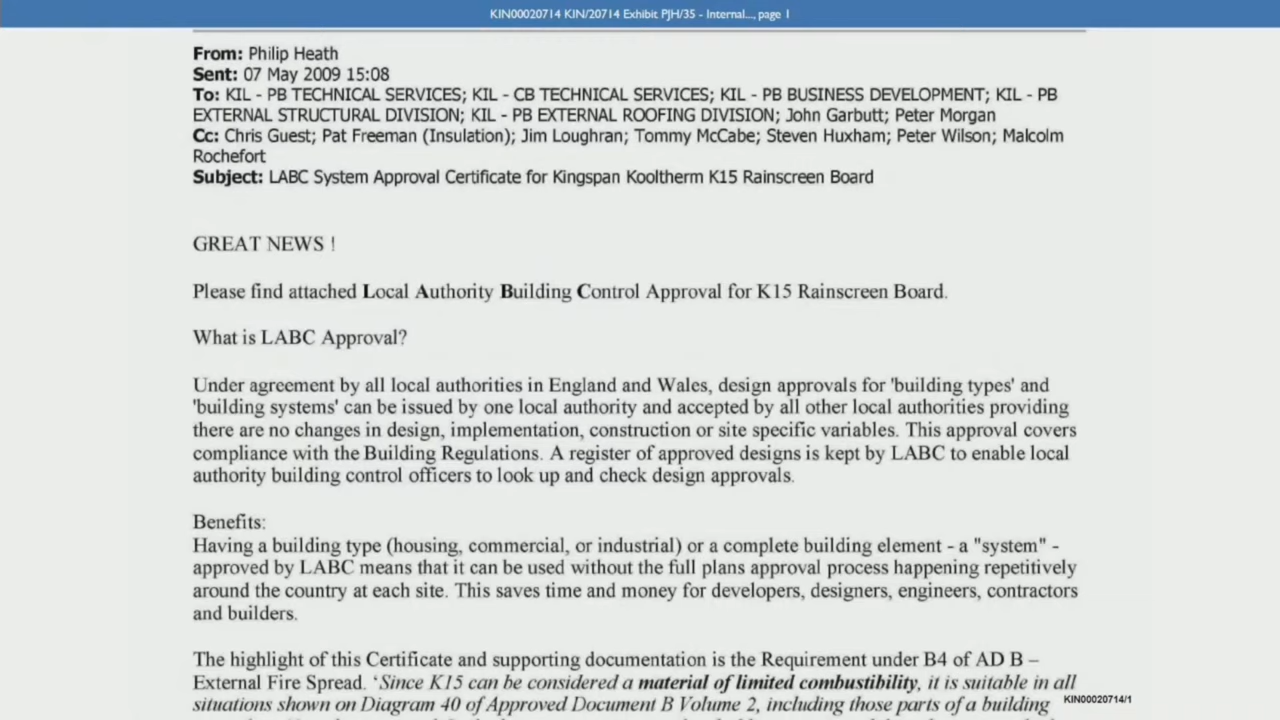 KIN00020714 KIN/20714 Exhibit PJH/35 - Internal..., page 1
From: Philip Heath
Sent: 07 May 2009 15:08
To: KIL - PB TECHNICAL SERVICES; KIL - CB TECHNICAL SERVICES; KIL - PB BUSINESS DEVELOPMENT; KIL - PB
EXTERNAL STRUCTURAL DIVISION; KIL - PB EXTERNAL ROOFING DIVISION; John Garbutt; Peter Morgan
Cc: Chris Guest; Pat Freeman (Insulation); Jim Loughran; Tommy McCabe; Steven Huxham; Peter Wilson; Malcolm
Rochefort
Subject: LABC System Approval Certificate for Kingspan Kooltherm K15 Rainscreen Board
GREAT NEWS !
Please find attached Local Authority Building Control Approval for K15 Rainscreen Board.
What is LABC Approval?
Under agreement by all local authorities in England and Wales, design approvals for 'building types' and
'building systems' can be issued by one local authority and accepted by all other local authorities providing
there are no changes in design, implementation, construction or site specific variables. This approval covers
compliance with the Building Regulations. A register of approved designs is kept by LABC to enable local
authority building control officers to look up and check design approvals.
Benefits:
Having a building type (housing, commercial, or industrial) or a complete building element - a "system" -
approved by LABC means that it can be used without the full plans approval process happening repetitively
around the country at each site. This saves time and money for developers, designers, engineers, contractors
and builders.
The highlight of this Certificate and supporting documentation is the Requirement under B4 of AD B –
External Fire Spread. 'Since K15 can be considered a material of limited combustibility, it is suitable in all
situations shown on Diagram 40 of Approved Document B Volume 2, including those parts of a building
KIN00020714/1